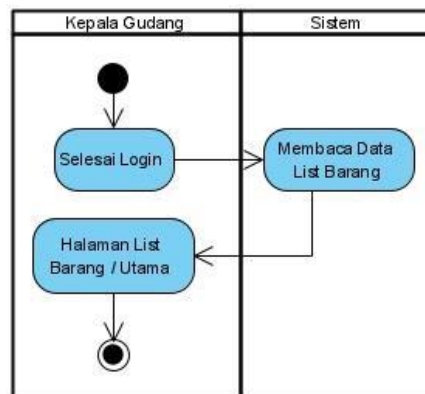 Kepala Gudang
Sistem
Selesai Login
Membaca Data
List Barang
Halaman List
Barang / Utama